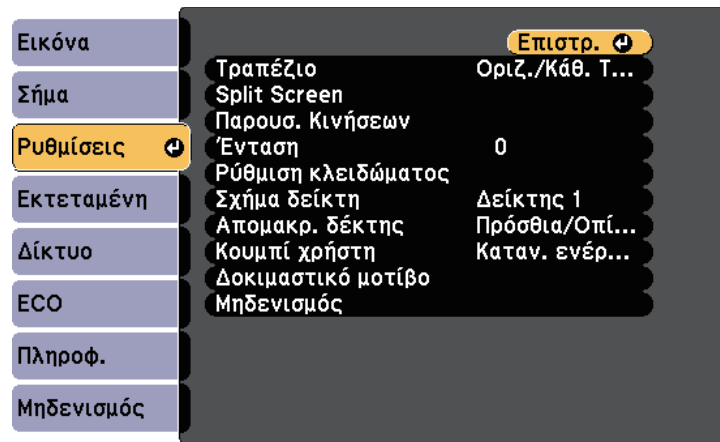 Εικόνα
Σήμα
Ρυθμίσεις
Εκτεταμένη
Δίκτυο
ECO
Πληροφ.
Μηδενισμός
Επιστρ.
Τραπέζιο Οριζ./Κάθ. Τ...
Split Screen
Παρουσ. Κινήσεων
Ένταση 0
Ρύθμιση κλειδώματος
Σχήμα δείκτη Δείκτης 1
Απομακρ. δέκτης Πρόσθια/Οπί...
Κουμπί χρήστη Καταν. ενέρ...
Δοκιμαστικό μοτίβο
Μηδενισμός